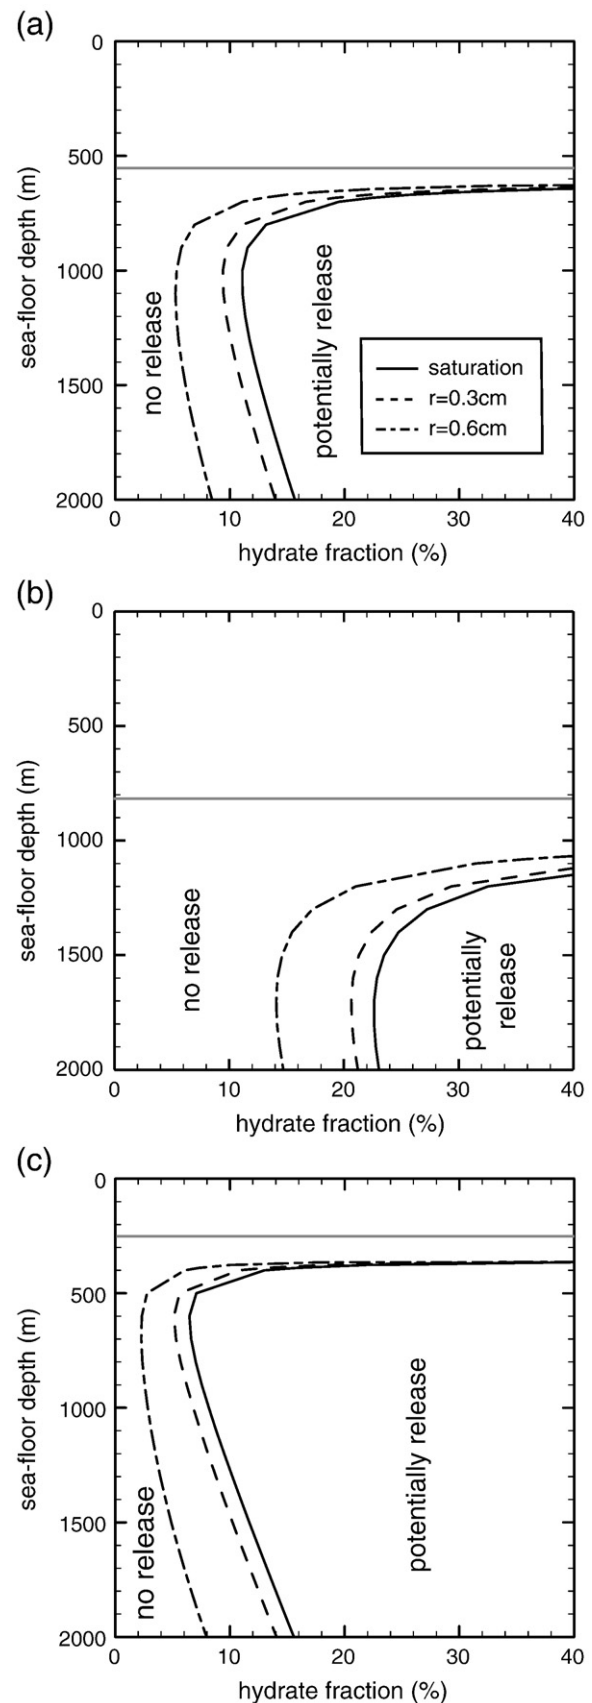 (a)
0
500
1000
1500
2000
sea-floor depth (m)
no release
potentially release
saturation
r=0.3cm
r=0.6cm
0 10 20 30 40
hydrate fraction (%)
(b)
0
500
1000
1500
2000
sea-floor depth (m)
no release
potentially
release
0 10 20 30 40
hydrate fraction (%)
(c)
0
500
1000
1500
2000
sea-floor depth (m)
no release
potentially release
0 10 20 30 40
hydrate fraction (%)